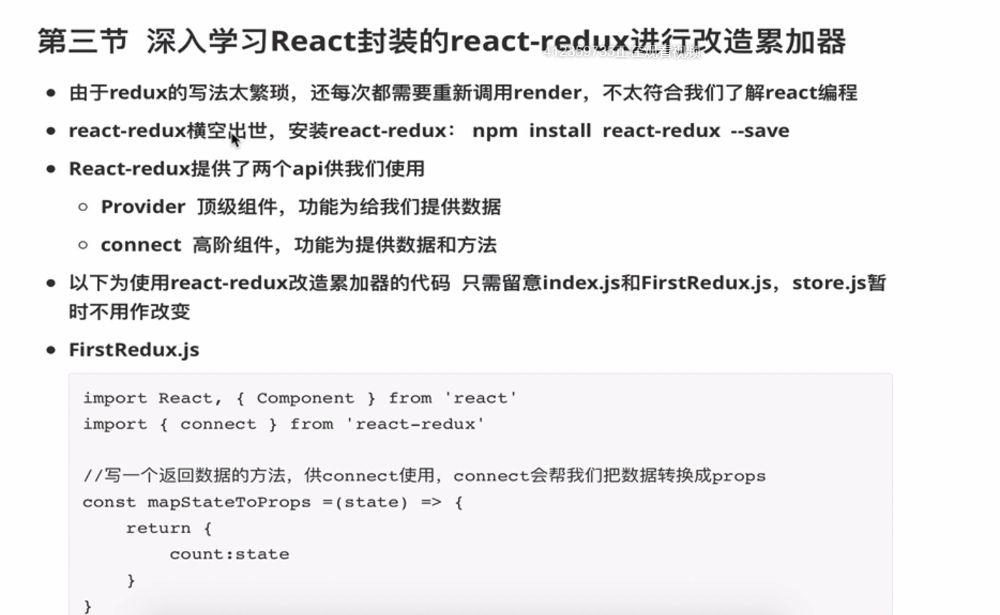 第三节 深入学习React封装的react-redux进行改造累加器
412359735正在观看视频
由于redux的写法太繁琐，还每次都需要重新调用render，不太符合我们了解react编程
react-redux横空出世，安装react-redux： npm install react-redux --save
React-redux提供了两个api供我们使用
Provider 顶级组件，功能为给我们提供数据
connect 高阶组件，功能为提供数据和方法
以下为使用react-redux改造累加器的代码 只需留意index.js和FirstRedux.js，store.js暂
时不用作改变
FirstRedux.js
import React, { Component } from 'react'
import { connect } from 'react-redux'
//写一个返回数据的方法，供connect使用，connect会帮我们把数据转换成props
const mapStateToProps =(state) => {
return {
count:state
}
}